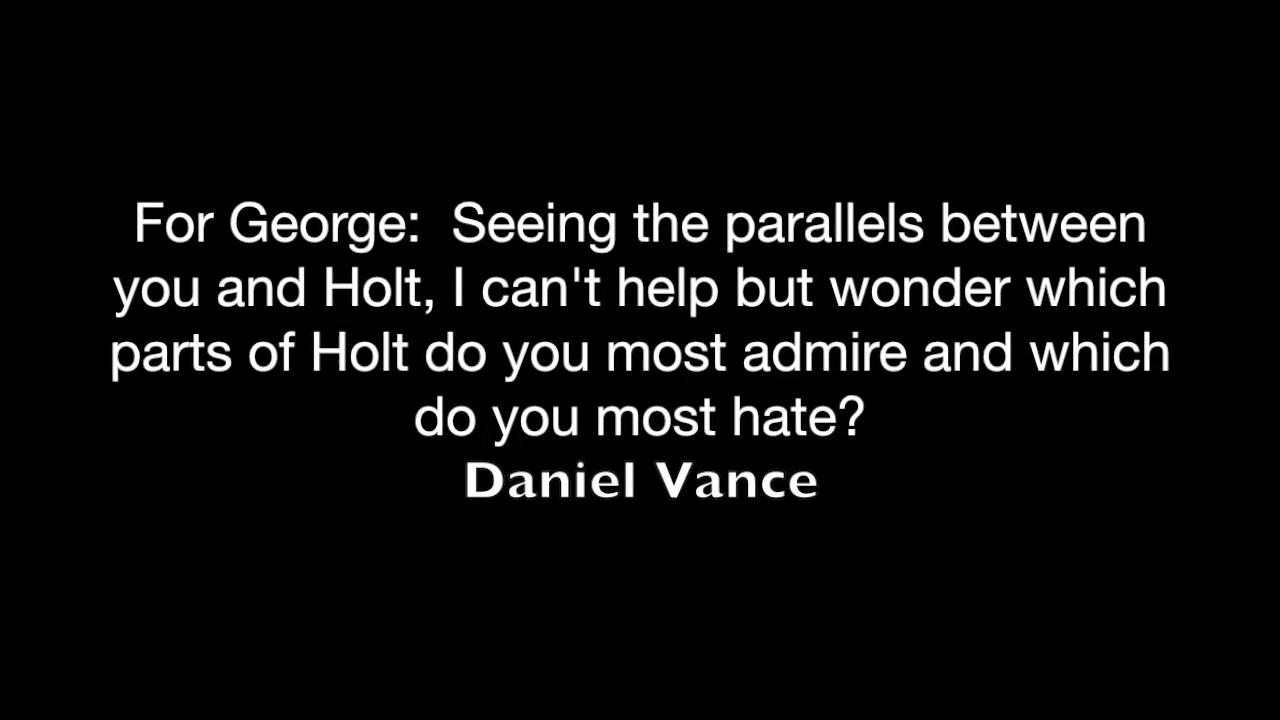 For George:  Seeing the parallels between
you and Holt, I can't help but wonder which
parts of Holt do you most admire and which
do you most hate?
Daniel Vance